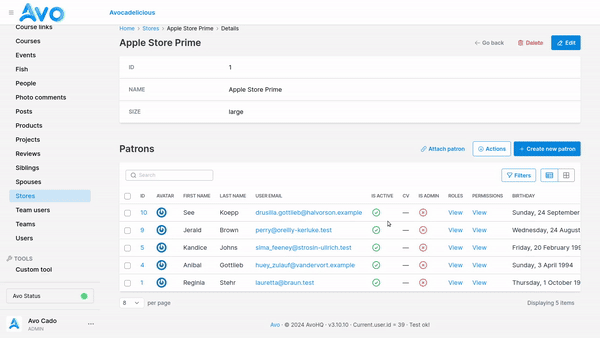 Avo
Avocadelicious
Course links
Courses
Events
Fish
People
Photo comments
Posts
Products
Projects
Reviews
Siblings
Spouses
Stores
Team users
Teams
Users
TOOLS
Custom tool
Avo Status
Avo Cado
ADMIN
Home › Stores › Apple Store Prime › Details
Apple Store Prime
Go back Delete Edit
ID 1
NAME Apple Store Prime
SIZE large
Patrons
Attach patron Actions + Create new patron
Search Filters
ID AVATAR FIRST NAME LAST NAME USER EMAIL IS ACTIVE CV IS ADMIN ROLES PERMISSIONS BIRTHDAY
10 See Koepp drusilla.gottlieb@halvorson.example — View View Sunday, 24 September
9 Jerald Brown perry@oreilly-kerluke.test — View View Wednesday, 24 August
5 Kandice Johns sima_feeney@strosin-ullrich.test — View View Friday, 20 February 199
4 Anibal Gottlieb huey_zulauf@vandervort.example — View View Sunday, 3 April 1994
1 Reginia Stehr lauretta@braun.test — View View Thursday, 1 October 19
8 per page Displaying 5 items
Avo · © 2024 AvoHQ · v3.10.10 · Current.user.id = 39 · Test ok!